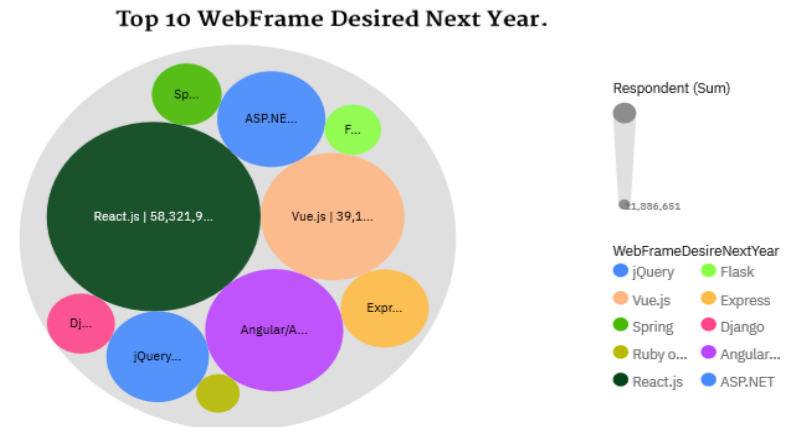 Top 10 WebFrame Desired Next Year.
Sp...
ASP.NE...
F...
React.js | 58,321,9...
Vue.js | 39,1...
Expr...
Dj...
Angular/A...
jQuery...
Respondent (Sum)
11,886,651
WebFrameDesireNextYear
jQuery
Flask
Vue.js
Express
Spring
Django
Ruby o...
Angular...
React.js
ASP.NET